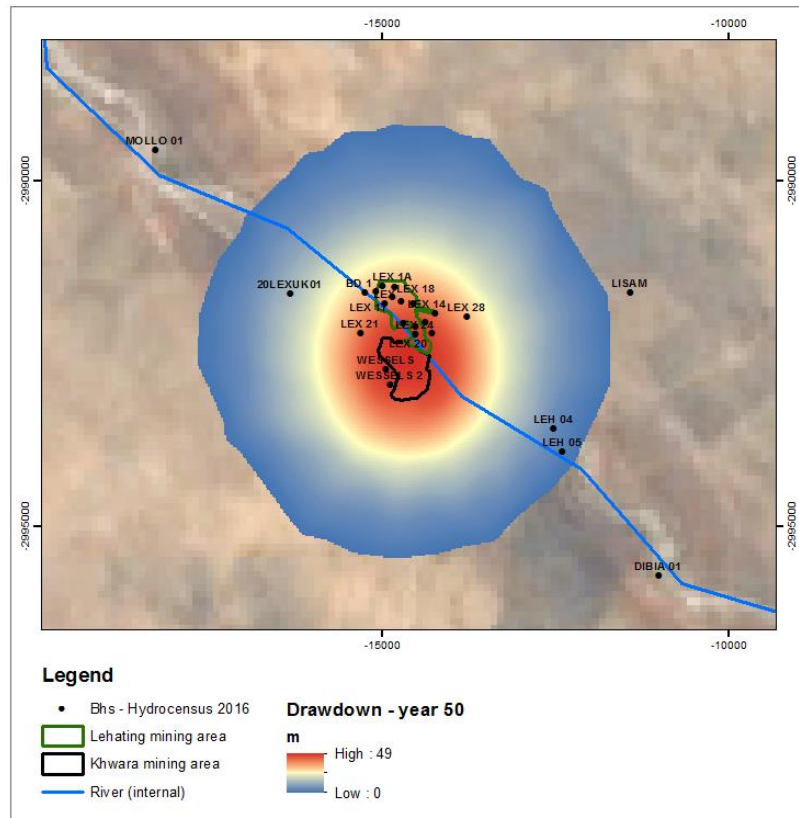 -15000
-10000
MOLLO 01
-2990000
-2990000
20LEXUK01
BD 1
LEX 1A
LEX
LEX 18
LISAM
LEX 14
LEX 28
LEX 21
LEX 24
LEX 20
WESSELS
WESSELS 2
LEH 04
LEH 05
-2995000
-2995000
DIBIA 01
-15000
-10000
Legend
Bhs - Hydrocensus 2016
Lehating mining area
Khwara mining area
River (internal)
Drawdown - year 50
m
High : 49
Low : 0